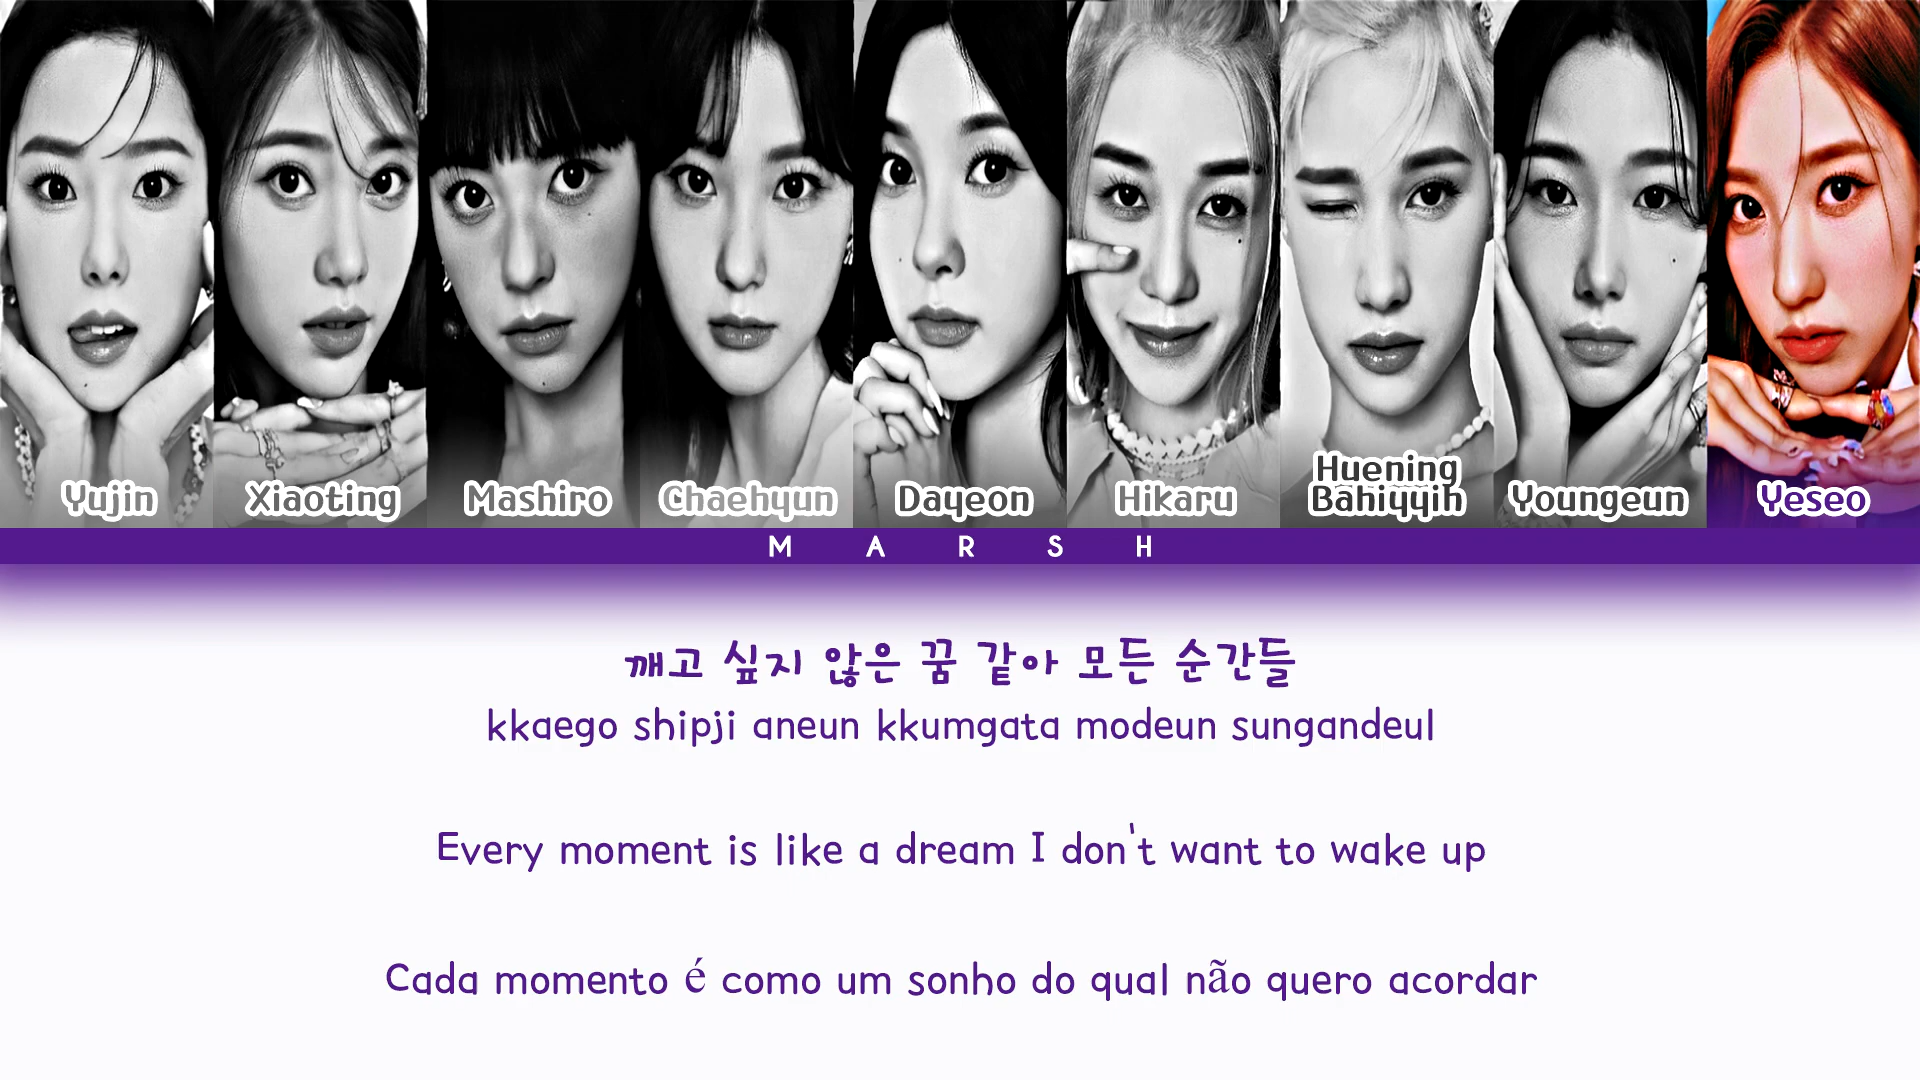 Yujin
Xiaoting
Mashiro
Chaehyun
Dayeon
Hikaru
Huening
Bahiyyih
Youngeun
Yeseo
MARSH
깨고 싶지 않은 꿈 같아 모든 순간들
kkaego shipji aneun kkumgata modeun sungandeul
Every moment is like a dream I don't want to wake up
Cada momento é como um sonho do qual não quero acordar